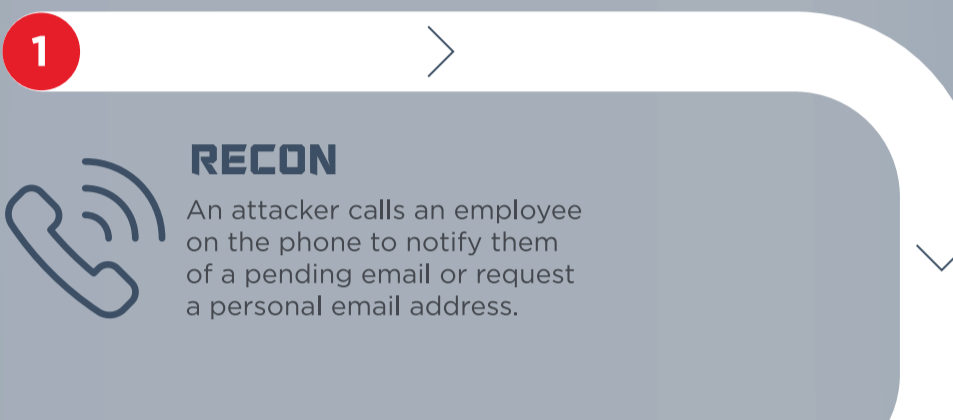 1
RECON
An attacker calls an employee
on the phone to notify them
of a pending email or request
a personal email address.